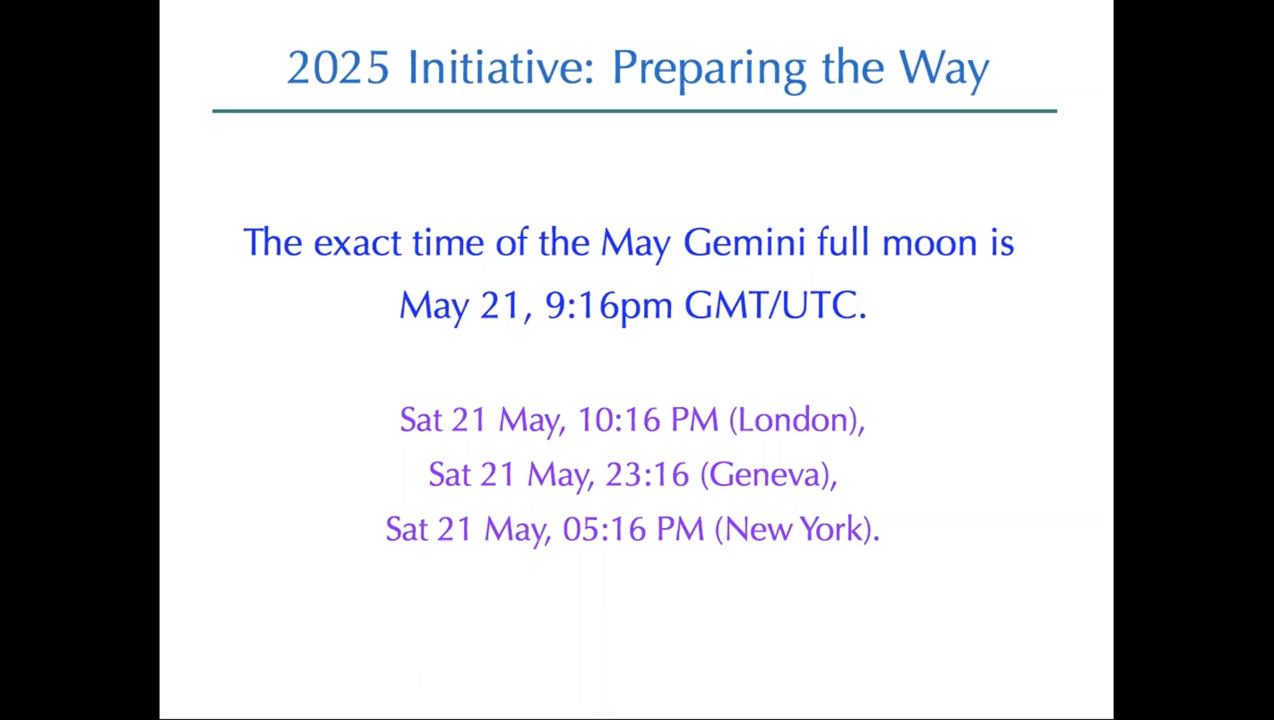 2025 Initiative: Preparing the Way
The exact time of the May Gemini full moon is
May 21, 9:16pm GMT/UTC.
Sat 21 May, 10:16 PM (London),
Sat 21 May, 23:16 (Geneva),
Sat 21 May, 05:16 PM (New York).